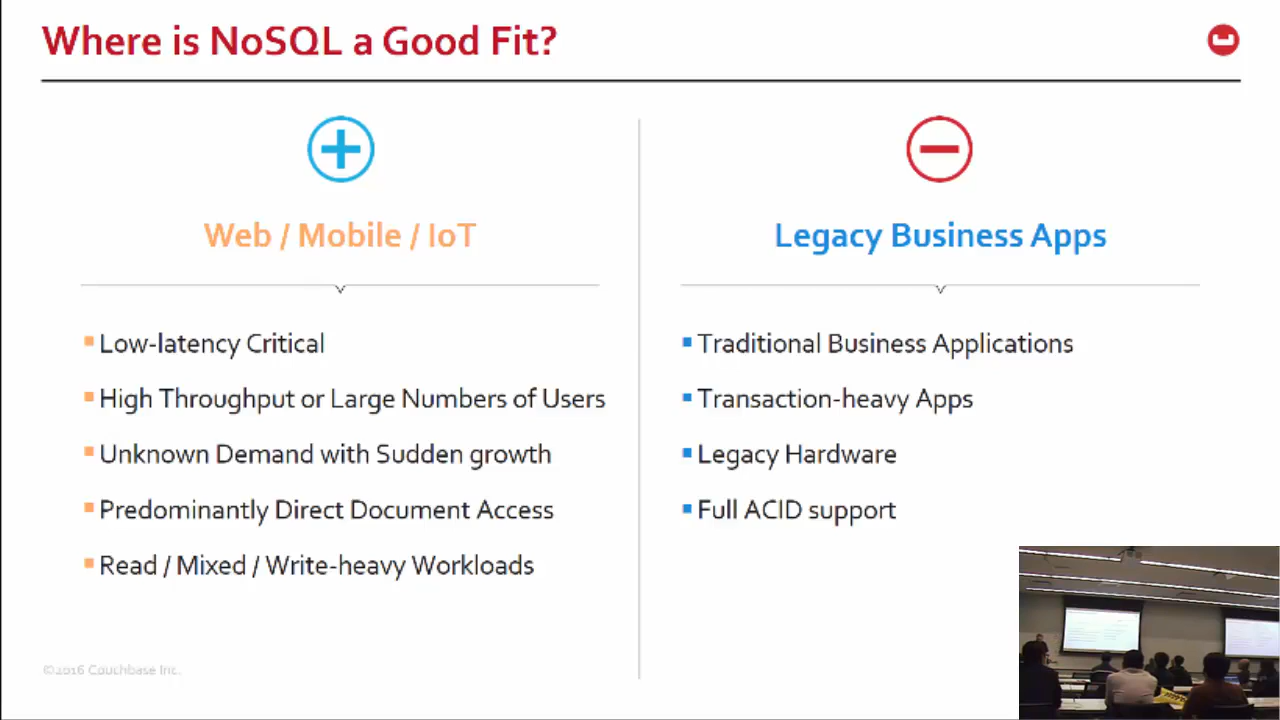 Where is NoSQL a Good Fit?
Web / Mobile / IoT
Low-latency Critical
High Throughput or Large Numbers of Users
Unknown Demand with Sudden growth
Predominantly Direct Document Access
Read / Mixed / Write-heavy Workloads
Legacy Business Apps
Traditional Business Applications
Transaction-heavy Apps
Legacy Hardware
Full ACID support
©2016 Couchbase Inc.